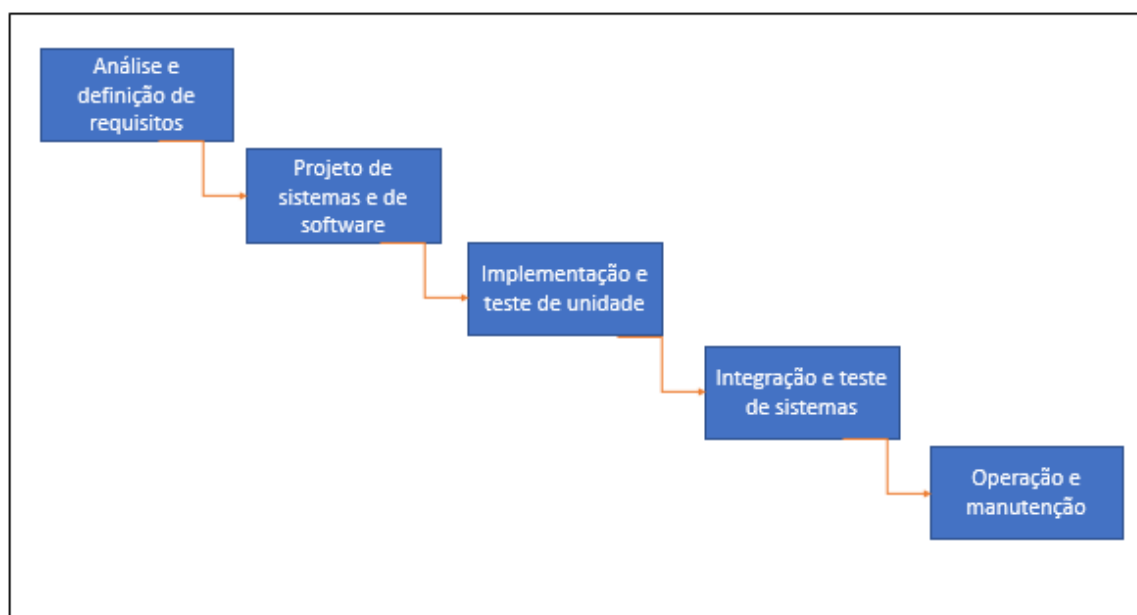 Análise e
definição de
requisitos
Projeto de
sistemas e de
software
Implementação e
teste de unidade
Integração e teste
de sistemas
Operação e
manutenção